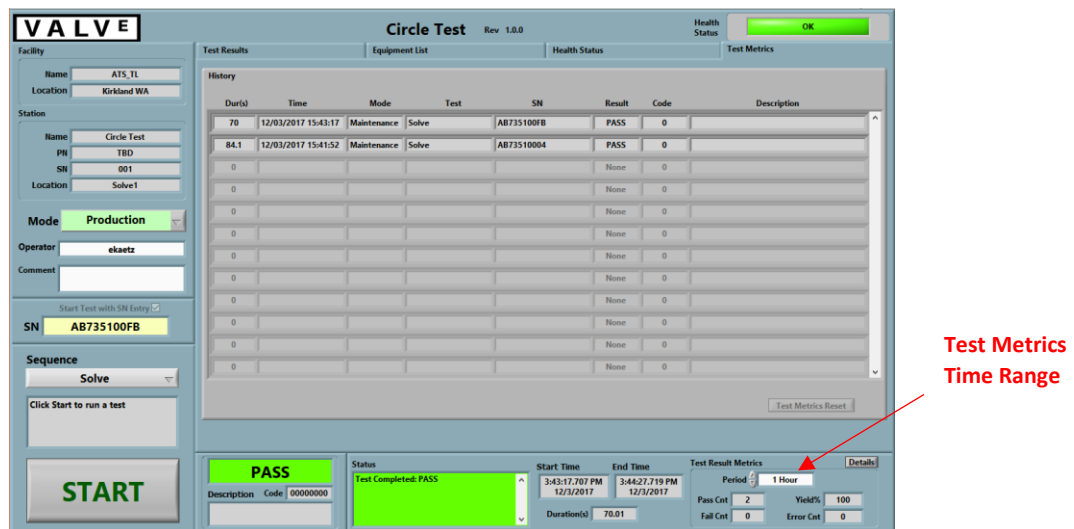 VALVE
Circle Test Rev 1.0.0
Health Status OK
Facility
Name ATS_TL
Location Kirkland WA
Station
Name Circle Test
PN TBD
SN 001
Location Solve1
Mode Production
Operator ekaetz
Comment
Start Test with SN Entry
SN AB735100FB
Sequence
Solve
Click Start to run a test
START
Test Results Equipment List Health Status Test Metrics
History
Dur(s) Time Mode Test SN Result Code Description
70 12/03/2017 15:43:17 Maintenance Solve AB735100FB PASS 0
84.1 12/03/2017 15:41:52 Maintenance Solve AB73510004 PASS 0
0 None 0
0 None 0
0 None 0
0 None 0
0 None 0
0 None 0
0 None 0
0 None 0
0 None 0
0 None 0
Test Metrics Reset
PASS
Description Code 00000000
Status
Test Completed: PASS
Start Time End Time
3:43:17.707 PM 3:44:27.719 PM
12/3/2017 12/3/2017
Duration(s) 70.01
Test Result Metrics Details
Period 1 Hour
Pass Cnt 2 Yield% 100
Fail Cnt 0 Error Cnt 0
Test Metrics
Time Range